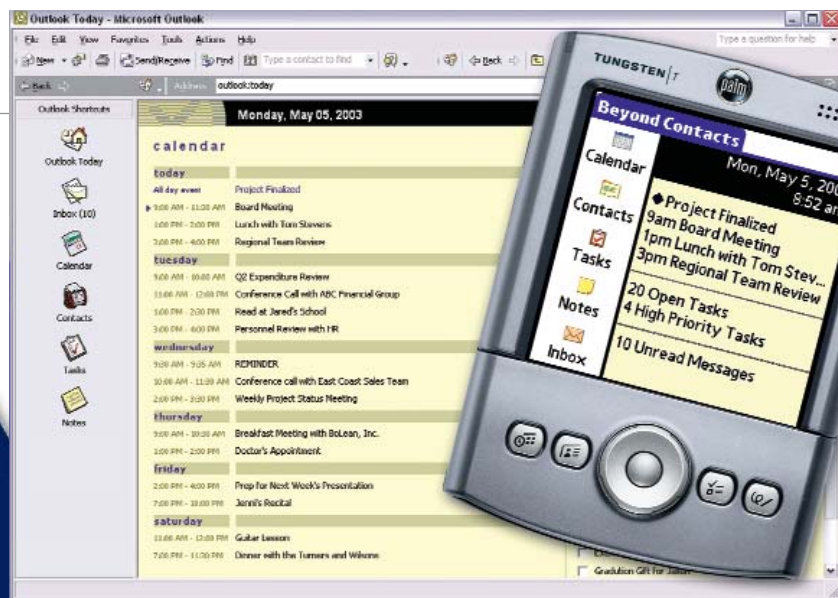 Outlook Today - Microsoft Outlook
File Edit View Favorites Tools Actions Help
Type a question for help
New Send/Receive Find Type a contact to find Back
Back Address outlook:today
Outlook Shortcuts
Outlook Today
Inbox (10)
Calendar
Contacts
Tasks
Notes
Monday, May 05, 2003
calendar
today
All day event Project Finalized
9:00 AM - 11:30 AM Board Meeting
1:00 PM - 2:00 PM Lunch with Tom Stevens
3:00 PM - 4:00 PM Regional Team Review
tuesday
9:00 AM - 10:00 AM Q2 Expenditure Review
11:00 AM - 12:00 PM Conference Call with ABC Financial Group
1:00 PM - 2:30 PM Read at Jared's School
3:00 PM - 4:00 PM Personnel Review with HR
wednesday
9:30 AM - 9:35 AM REMINDER
10:00 AM - 11:30 AM Conference call with East Coast Sales Team
2:00 PM - 3:30 PM Weekly Project Status Meeting
thursday
9:00 AM - 10:30 AM Breakfast Meeting with BoLean, Inc.
1:00 PM - 2:00 PM Doctor's Appointment
friday
2:00 PM - 4:00 PM Prep for Next Week's Presentation
7:00 PM - 10:00 PM Jenni's Recital
saturday
11:00 AM - 12:00 PM Guitar Lesson
7:00 PM - 11:30 PM Dinner with the Turners and Wilsons
Gradution Gift for
TUNGSTEN T
palm
Beyond Contacts
Mon, May 5, 200
8:52 am
Calendar
Contacts
Tasks
Notes
Inbox
Project Finalized
9am Board Meeting
1pm Lunch with Tom Stev...
3pm Regional Team Review
20 Open Tasks
4 High Priority Tasks
10 Unread Messages